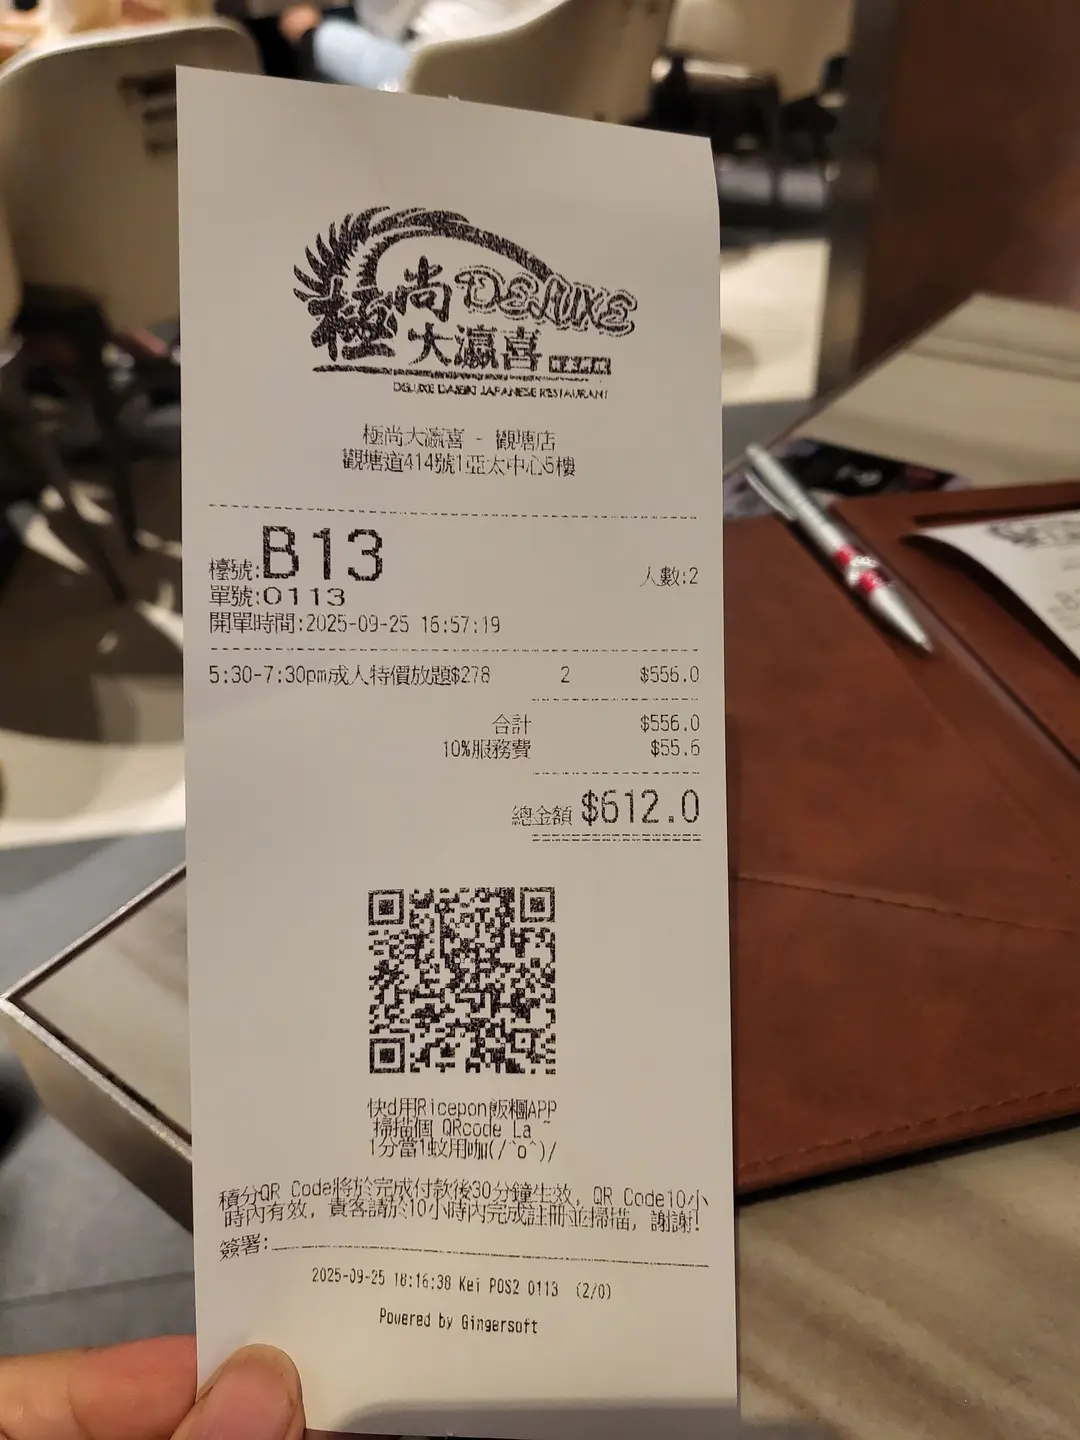 極尚 DELUXE
大瀛喜
DELUXE DAIEKI JAPANESE RESTAURANT
極尚大瀛喜 - 觀塘店
觀塘道414號1亞太中心5樓
檯號:B13
人數:2
單號:0113
開單時間:2025-09-25 16:57:19
5:30-7:30pm成人特價放題$278 2 $556.0
合計 $556.0
10%服務費 $55.6
總金額 $612.0
快d用Ricepon飯糰APP
掃描個 QRcode La ~
1分當1蚊用咖(/^o^)/
積分QR Code將於完成付款後30分鐘生效, QR Code10小
時內有效, 貴客請於10小時內完成註冊並掃描, 謝謝!
簽署:
2025-09-25 18:16:38 Kei POS2 0113 (2/0)
Powered by Gingersoft